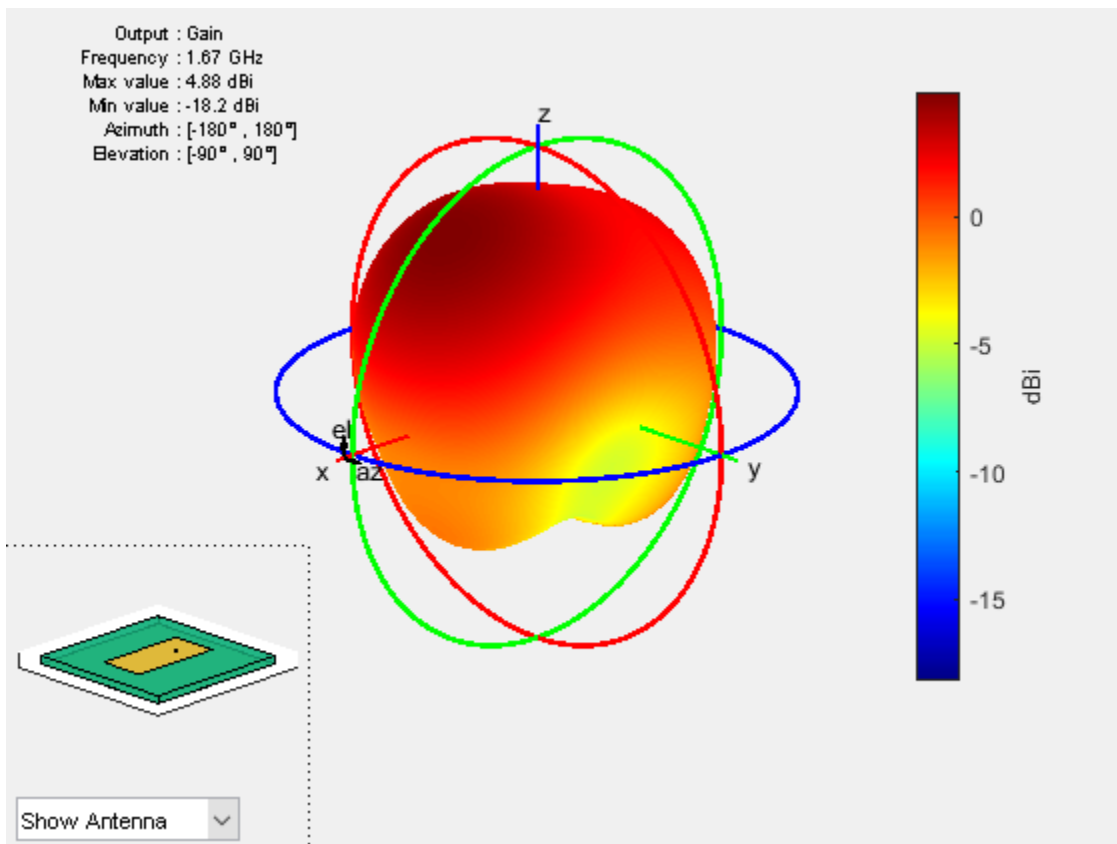 Output : Gain
Frequency : 1.67 GHz
Max value : 4.88 dBi
Min value : -18.2 dBi
Azimuth : [-180° , 180°]
Elevation : [-90° , 90°]
z
0
-5
dBi
el
x
az
y
-10
-15
Show Antenna